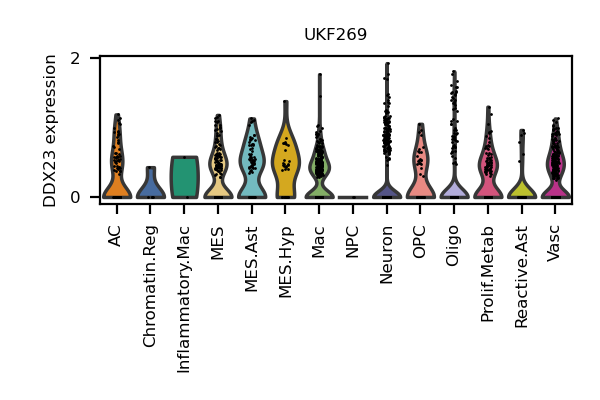 UKF269
DDX23 expression
2
0
AC
Chromatin.Reg
Inflammatory.Mac
MES
MES.Ast
MES.Hyp
Mac
NPC
Neuron
OPC
Oligo
Prolif.Metab
Reactive.Ast
Vasc